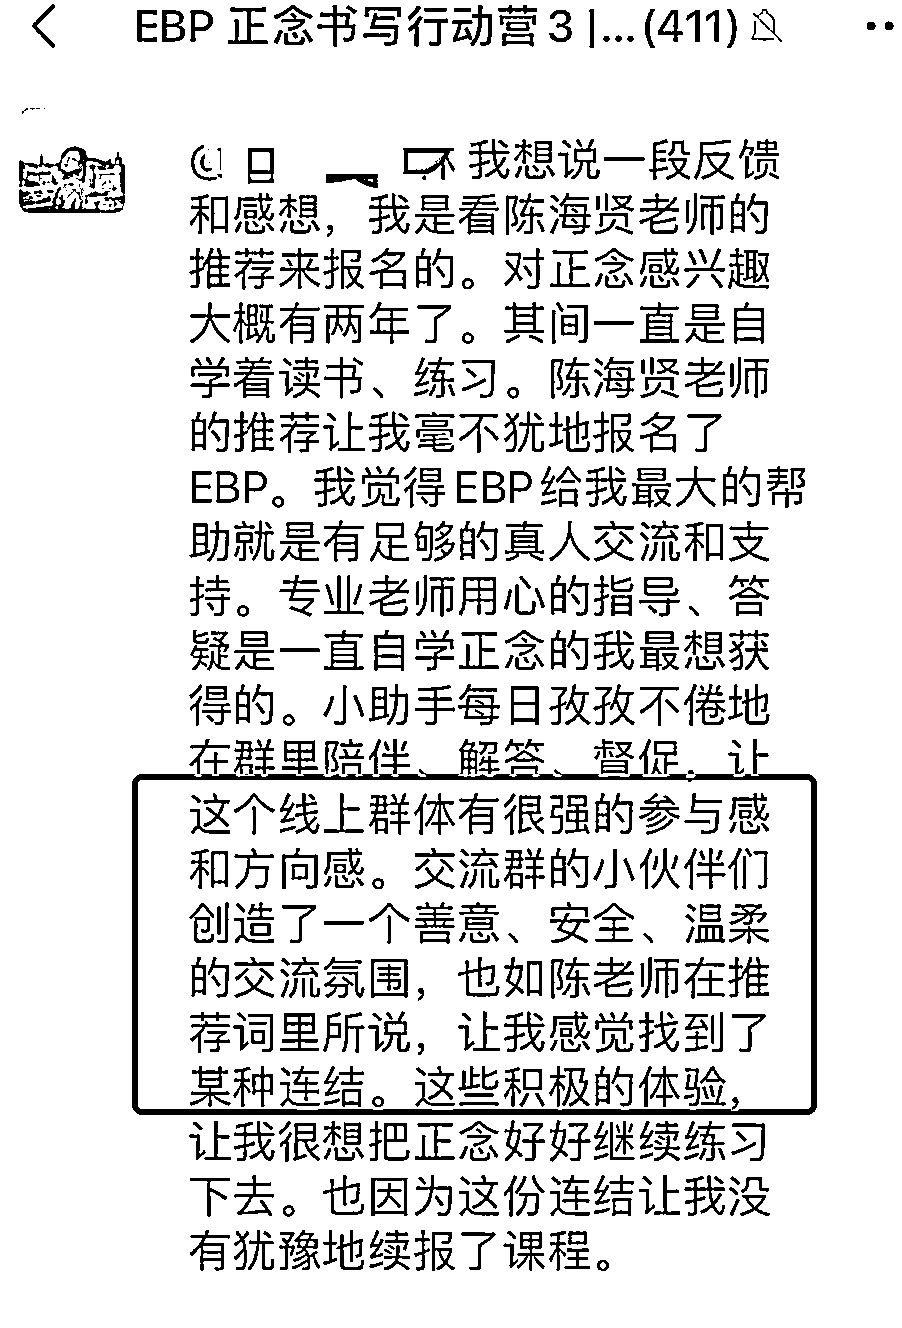 EBP 正念书写行动营3 |...(411)
我想说一段反馈
和感想，我是看陈海贤老师的
推荐来报名的。对正念感兴趣
大概有两年了。其间一直是自
学着读书、练习。陈海贤老师
的推荐让我毫不犹地报名了
EBP。我觉得EBP给我最大的帮
助就是有足够的真人交流和支
持。专业老师用心的指导、答
疑是一直自学正念的我最想获
得的。小助手每日孜孜不倦地
在群里陪伴、解答、督促，让
这个线上群体有很强的参与感
和方向感。交流群的小伙伴们
创造了一个善意、安全、温柔
的交流氛围，也如陈老师在推
荐词里所说，让我感觉找到了
某种连结。这些积极的体验，
让我很想把正念好好继续练习
下去。也因为这份连结让我没
有犹豫地续报了课程。